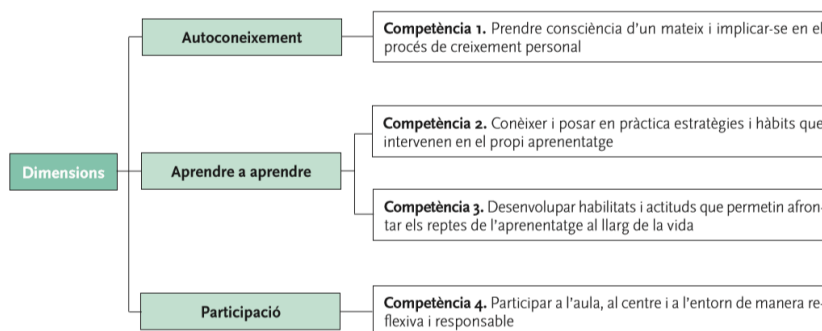 Autoconeixement
Competència 1. Prendre consciència d'un mateix i implicar-se en el
procés de creixement personal
Competència 2. Conèixer i posar en pràctica estratègies i hàbits que
intervenen en el propi aprenentatge
Dimensions
Aprendre a aprendre
Competència 3. Desenvolupar habilitats i actituds que permetin afron-
tar els reptes de l'aprenentatge al llarg de la vida
Participació
Competència 4. Participar a l'aula, al centre i a l'entorn de manera re-
flexiva i responsable